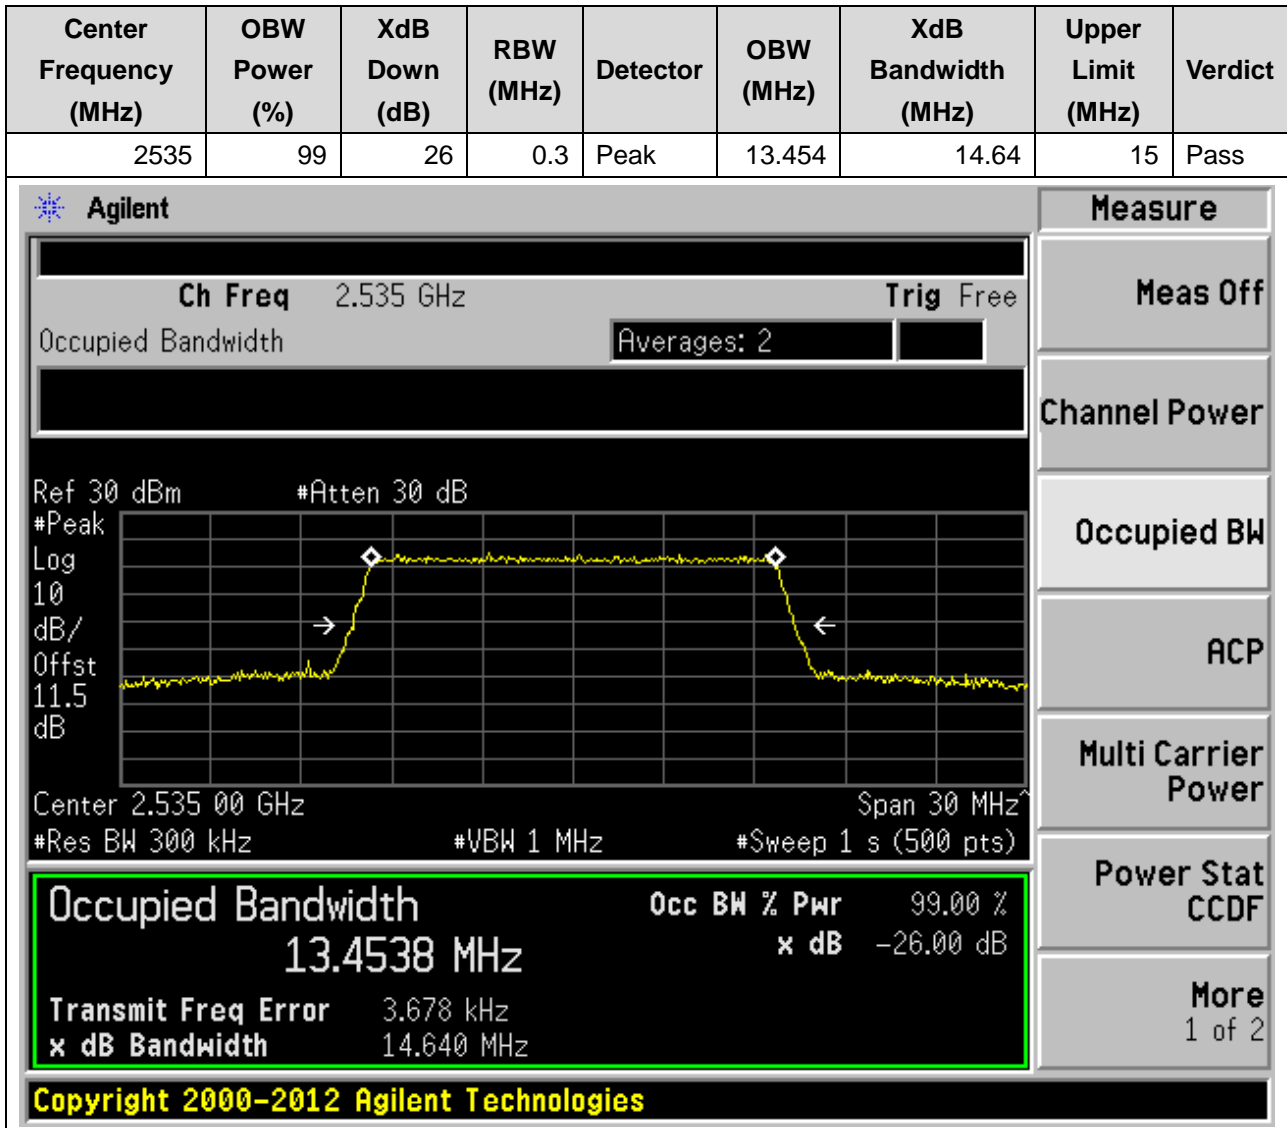 Center Frequency (MHz) OBW Power (%) XdB Down (dB) RBW (MHz) Detector OBW (MHz) XdB Bandwidth (MHz) Upper Limit (MHz) Verdict
2535 99 26 0.3 Peak 13.454 14.64 15 Pass
Agilent
Measure
Ch Freq 2.535 GHz Trig Free
Meas Off
Occupied Bandwidth Averages: 2
Channel Power
Ref 30 dBm #Atten 30 dB
#Peak
Log
10
dB/
Offst
11.5
dB
Occupied BW
ACP
Multi Carrier
Power
Center 2.535 00 GHz Span 30 MHz^
#Res BW 300 kHz #VBW 1 MHz #Sweep 1 s (500 pts)
Power Stat
CCDF
Occupied Bandwidth Occ BW % Pwr 99.00 %
13.4538 MHz x dB -26.00 dB
Transmit Freq Error 3.678 kHz
x dB Bandwidth 14.640 MHz
More
1 of 2
Copyright 2000-2012 Agilent Technologies